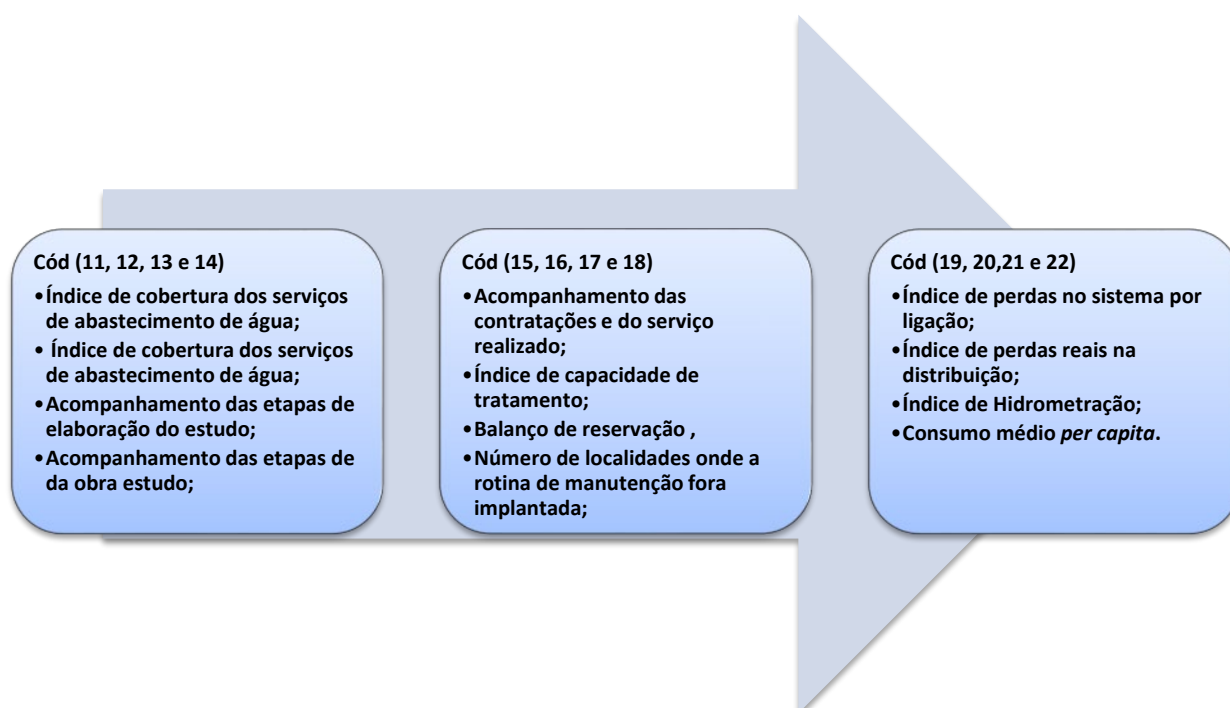 Cód (11, 12, 13 e 14)
•Índice de cobertura dos serviços
de abastecimento de água;
• Índice de cobertura dos serviços
de abastecimento de água;
•Acompanhamento das etapas de
elaboração do estudo;
•Acompanhamento das etapas de
da obra estudo;
Cód (15, 16, 17 e 18)
•Acompanhamento das
contratações e do serviço
realizado;
•Índice de capacidade de
tratamento;
•Balanço de reservação ,
•Número de localidades onde a
rotina de manutenção fora
implantada;
Cód (19, 20,21 e 22)
•Índice de perdas no sistema por
ligação;
•Índice de perdas reais na
distribuição;
•Índice de Hidrometração;
•Consumo médio per capita.